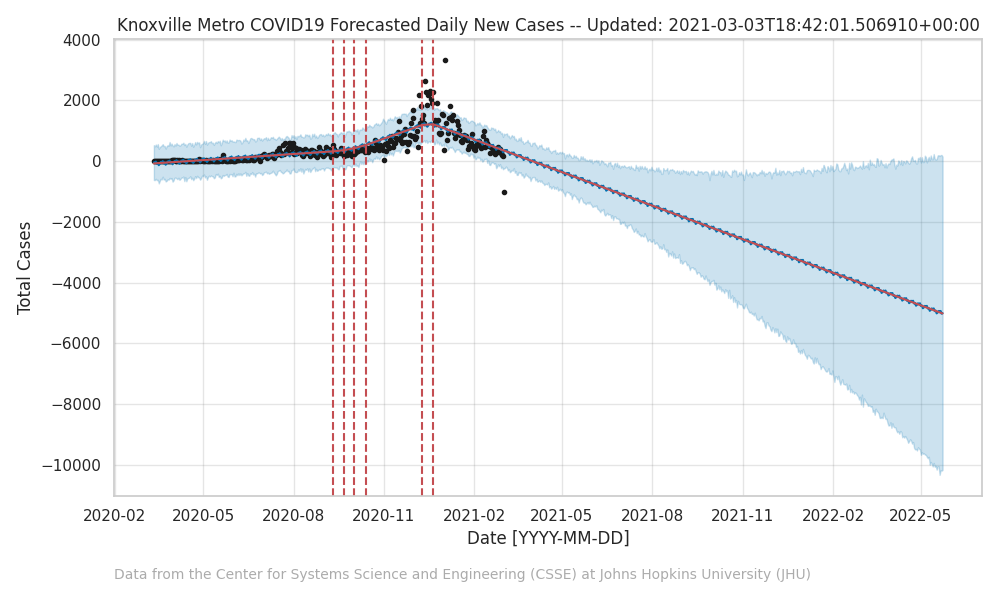 Knoxville Metro COVID19 Forecasted Daily New Cases -- Updated: 2021-03-03T18:42:01.506910+00:00
4000
2000
0
−2000
−4000
−6000
−8000
−10000
Total Cases
2020-02 2020-05 2020-08 2020-11 2021-02 2021-05 2021-08 2021-11 2022-02 2022-05
Date [YYYY-MM-DD]
Data from the Center for Systems Science and Engineering (CSSE) at Johns Hopkins University (JHU)